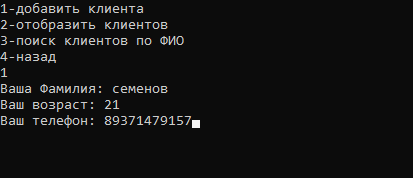 1-добавить клиента
2-отобразить клиентов
3-поиск клиентов по ФИО
4-назад
1
Ваша Фамилия: семенов
Ваш возраст: 21
Ваш телефон: 89371479157